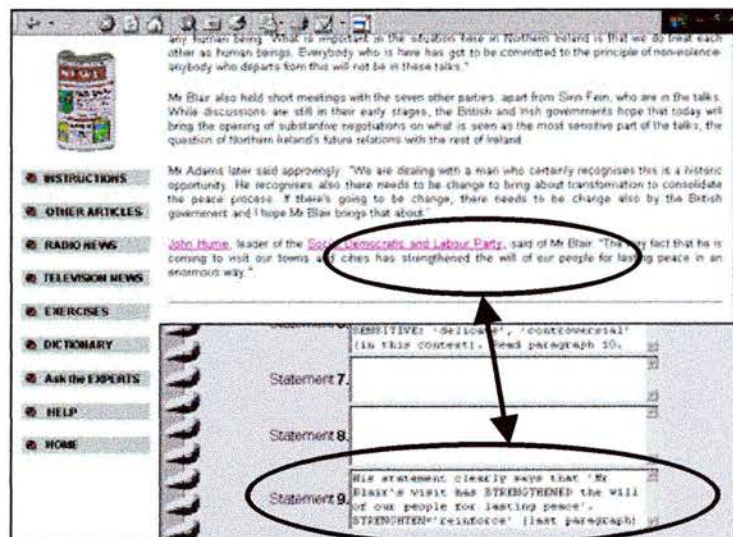 any human being. What is important in the situation here in Northern Ireland is that we do treat each
other as human beings. Everybody who is here has got to be committed to the principle of non-violence
anybody who departs from this will not be in these talks."
Mr Blair also held short meetings with the seven other parties, apart from Sinn Fein, who are in the talks.
While discussions are still in their early stages, the British and Irish governments hope that today will
bring the opening of substantive negotiations on what is seen as the most sensitive part of the talks, the
question of Northern Ireland's future relations with the rest of Ireland.
Mr Adams later said approvingly: "We are dealing with a man who certainly recognises this is a historic
opportunity. He recognises also there needs to be change to bring about transformation to consolidate
the peace process. If there's going to be change, there needs to be change also by the British
government and I hope Mr Blair brings that about."
John Hume, leader of the Social Democratic and Labour Party, said of Mr Blair: "The very fact that he is
coming to visit our towns and cities has strengthened the will of our people for lasting peace in an
enormous way."
NEWS
INSTRUCTIONS
OTHER ARTICLES
RADIO NEWS
TELEVISION NEWS
EXERCISES
DICTIONARY
Ask the EXPERTS
HELP
HOME
SENSITIVE: 'delicate', 'controversial'
(in this context). Read paragraph 10.
Statement 7.
Statement 8.
Statement 9.
His statement clearly says that 'Mr
Blair's visit has STRENGTHENED the will
of our people for lasting peace'.
STRENGHTEN='reinforce' (last paragraph)